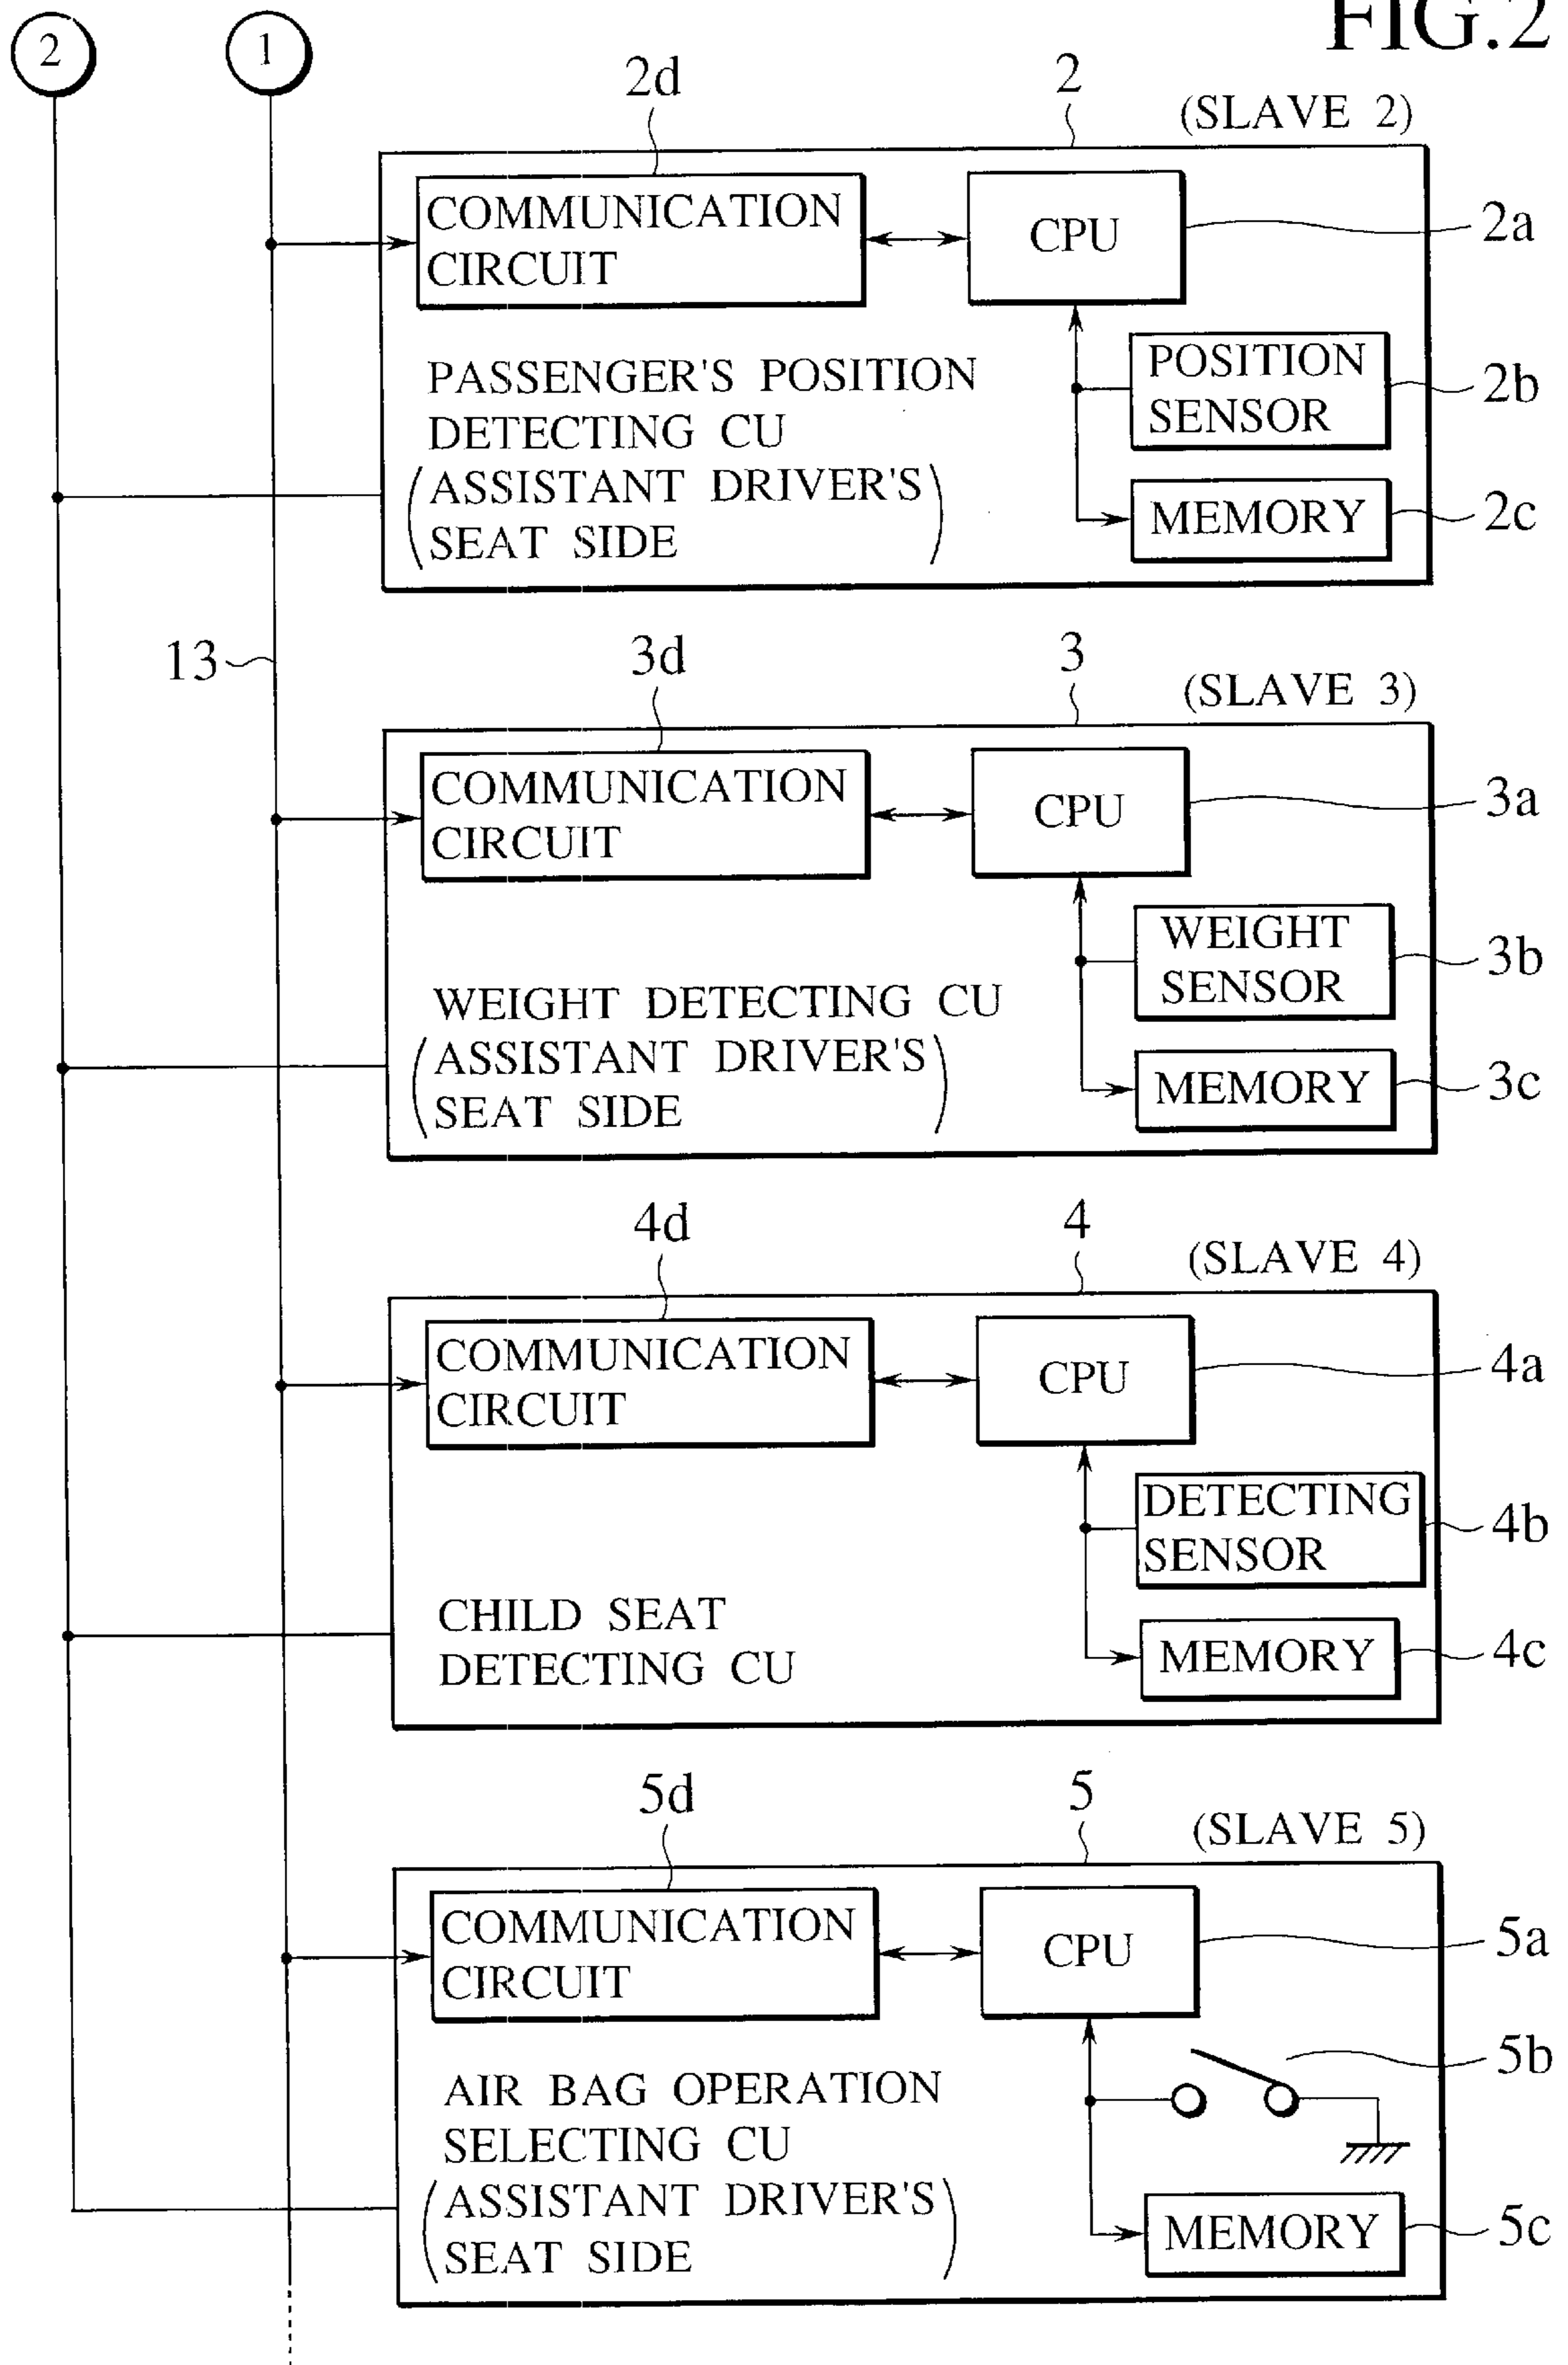 FIG.2
2
1
2d
2
(SLAVE 2)
COMMUNICATION
CIRCUIT
CPU
2a
POSITION
SENSOR
2b
PASSENGER'S POSITION
DETECTING CU
(ASSISTANT DRIVER'S
SEAT SIDE)
MEMORY
2c
13
3d
3
(SLAVE 3)
COMMUNICATION
CIRCUIT
CPU
3a
WEIGHT
SENSOR
3b
WEIGHT DETECTING CU
(ASSISTANT DRIVER'S
SEAT SIDE)
MEMORY
3c
4d
4
(SLAVE 4)
COMMUNICATION
CIRCUIT
CPU
4a
DETECTING
SENSOR
4b
CHILD SEAT
DETECTING CU
MEMORY
4c
5d
5
(SLAVE 5)
COMMUNICATION
CIRCUIT
CPU
5a
5b
AIR BAG OPERATION
SELECTING CU
(ASSISTANT DRIVER'S
SEAT SIDE)
MEMORY
5c